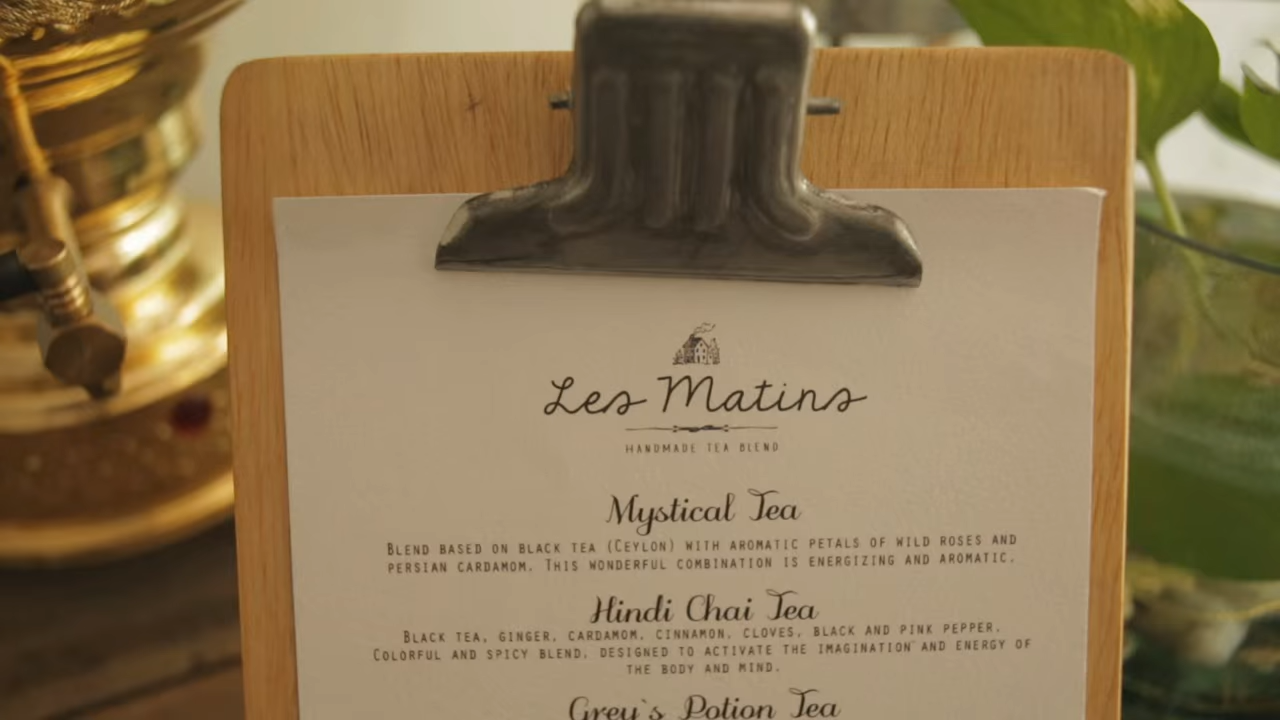 Les Matins
HANDMADE TEA BLEND
Mystical Tea
BLEND BASED ON BLACK TEA (CEYLON) WITH AROMATIC PETALS OF WILD ROSES AND
PERSIAN CARDAMOM. THIS WONDERFUL COMBINATION IS ENERGIZING AND AROMATIC.
Hindi Chai Tea
BLACK TEA, GINGER, CARDAMOM, CINNAMON, CLOVES, BLACK AND PINK PEPPER.
COLORFUL AND SPICY BLEND, DESIGNED TO ACTIVATE THE IMAGINATION AND ENERGY OF
THE BODY AND MIND.
Grey`s Potion Tea